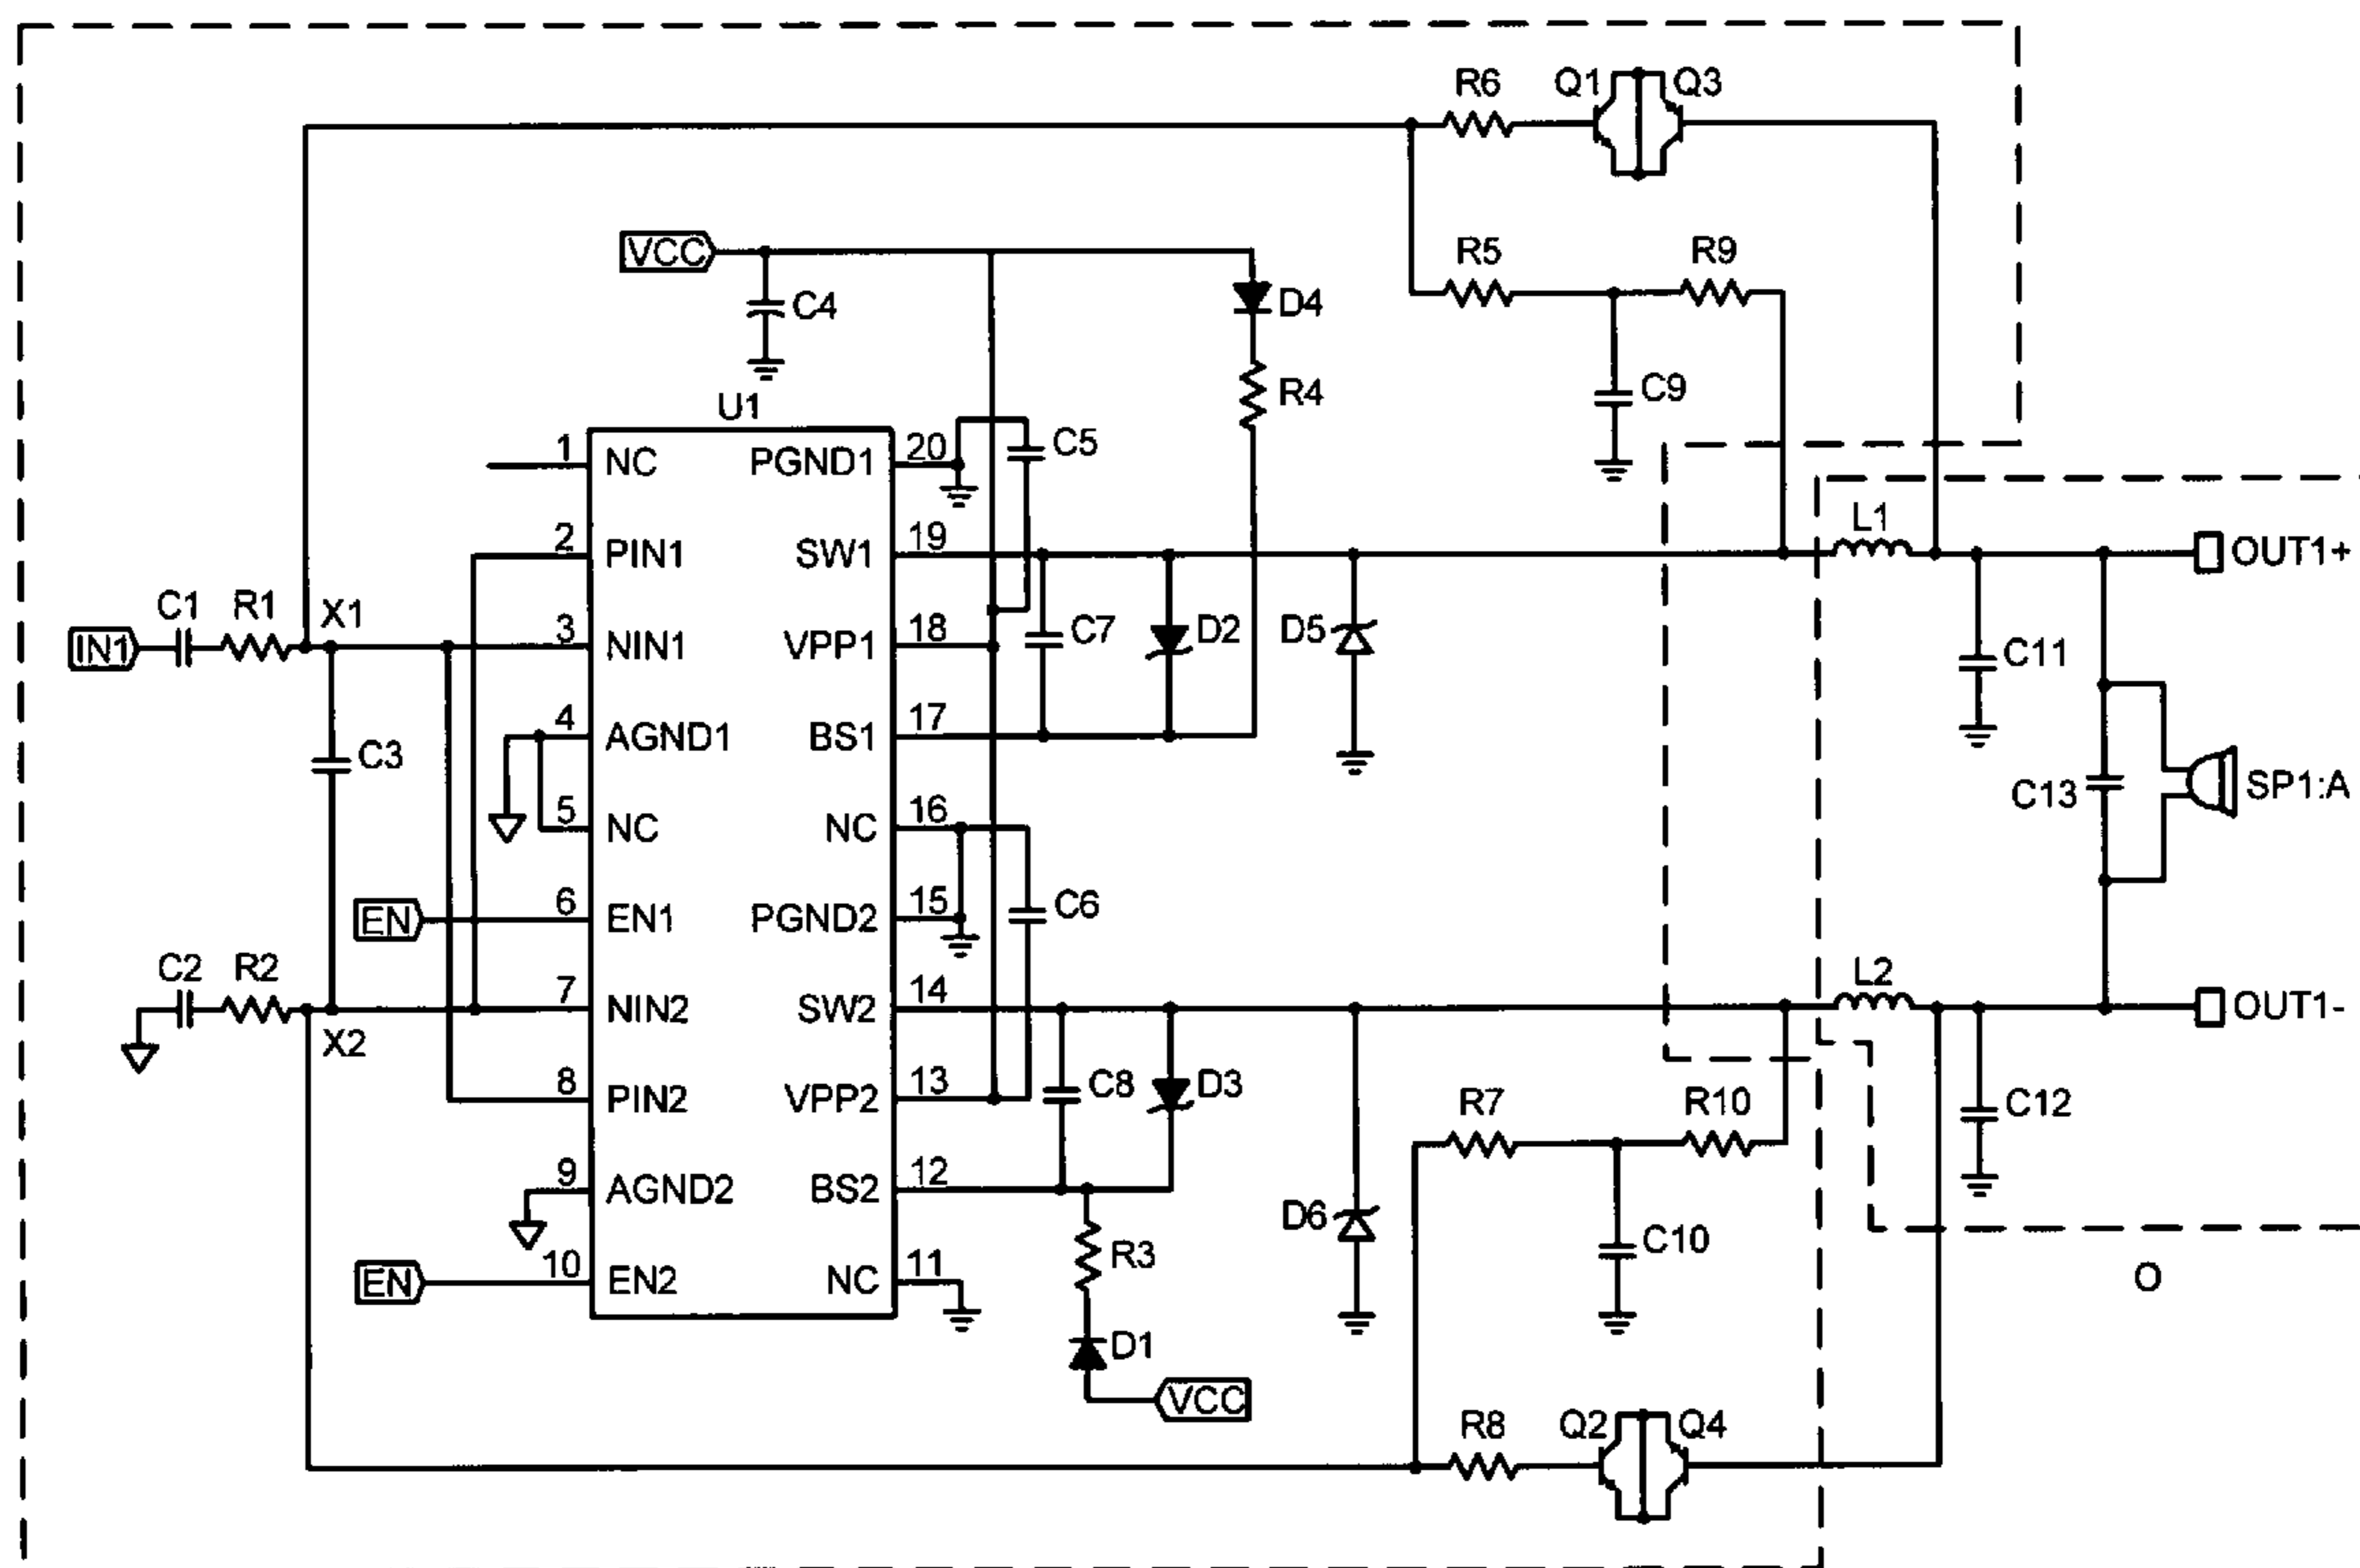 R6 Q1 Q3
VCC
R5 R9
C4
D4
C9
R4
U1
1 NC PGND1 20
C5
2 PIN1 SW1 19
L1
OUT1+
C1 R1 X1
IN1
3 NIN1 VPP1 18
C7 D2 D5
C11
4 AGND1 BS1 17
C3
C13 SP1:A
5 NC NC 16
EN
6 EN1 PGND2 15
C6
C2 R2
L2
7 NIN2 SW2 14
OUT1-
X2
8 PIN2 VPP2 13
C8 D3
R7 R10
C12
9 AGND2 BS2 12
D6
C10
R3
EN
10 EN2 NC 11
O
D1
VCC
R8 Q2 Q4